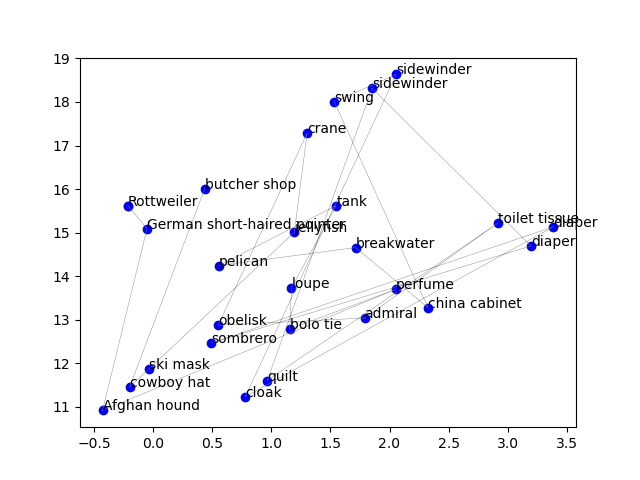 19
sidewinder
sidewinder
18
swing
17
crane
16
butcher shop
Rottweiler
tank
German short-haired pointer
jellyfish
toilet tissue
diaper
15
breakwater
diaper
pelican
14
loupe
perfume
china cabinet
obelisk
bolo tie
admiral
13
sombrero
12
ski mask
cowboy hat
quilt
cloak
Afghan hound
11
-0.5
0.0
0.5
1.0
1.5
2.0
2.5
3.0
3.5